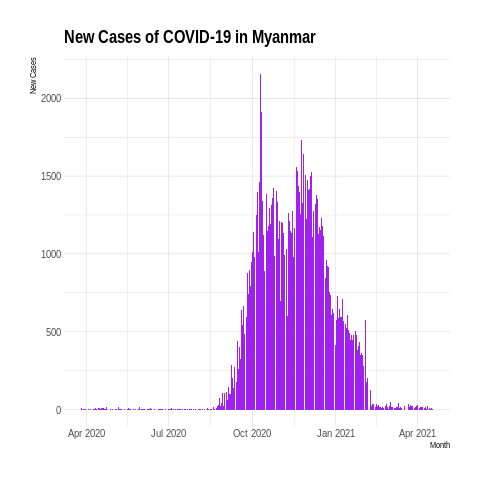 New Cases of COVID-19 in Myanmar
New Cases
2000
1500
1000
500
0
Apr 2020 Jul 2020 Oct 2020 Jan 2021 Apr 2021
Month